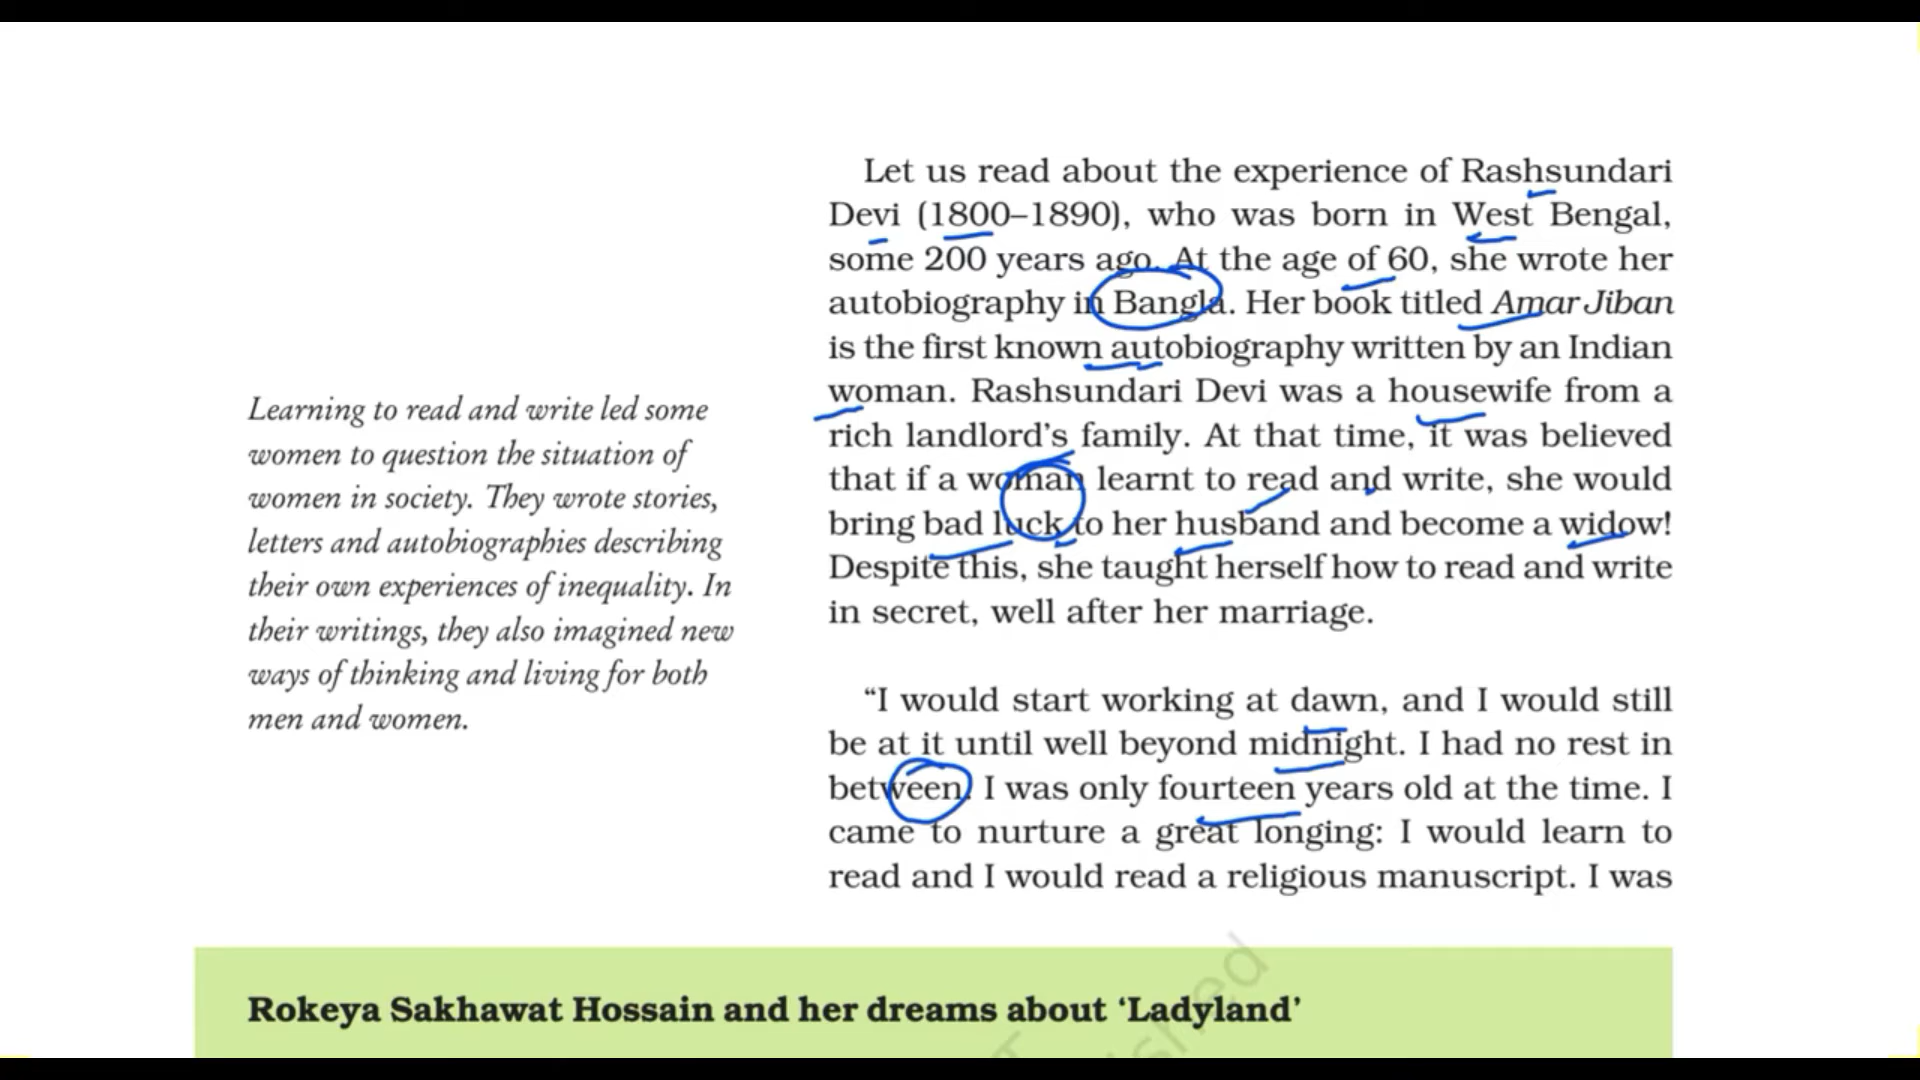 Let us read about the experience of Rashsundari
Devi (1800–1890), who was born in West Bengal,
some 200 years ago. At the age of 60, she wrote her
autobiography in Bangla. Her book titled Amar Jiban
is the first known autobiography written by an Indian
woman. Rashsundari Devi was a housewife from a
rich landlord’s family. At that time, it was believed
that if a woman learnt to read and write, she would
bring bad luck to her husband and become a widow!
Despite this, she taught herself how to read and write
in secret, well after her marriage.
Learning to read and write led some
women to question the situation of
women in society. They wrote stories,
letters and autobiographies describing
their own experiences of inequality. In
their writings, they also imagined new
ways of thinking and living for both
men and women.
“I would start working at dawn, and I would still
be at it until well beyond midnight. I had no rest in
between. I was only fourteen years old at the time. I
came to nurture a great longing: I would learn to
read and I would read a religious manuscript. I was
Rokeya Sakhawat Hossain and her dreams about ‘Ladyland’